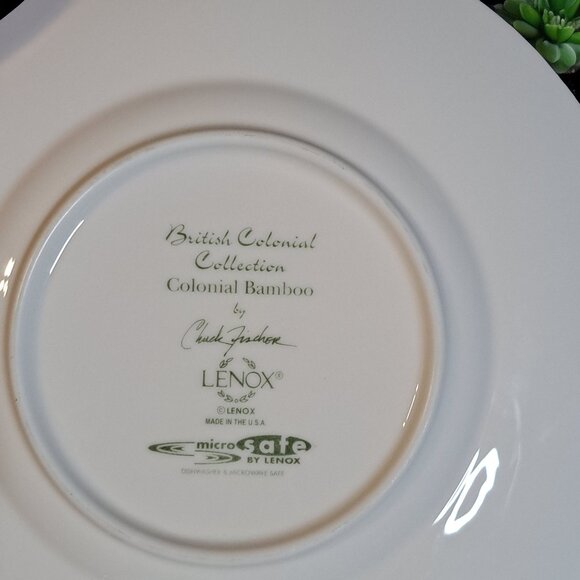 British Colonial
Collection
Colonial Bamboo
by
Chuck Fischer
LENOX®
© LENOX
MADE IN THE U.S.A.
micro safe
BY LENOX
DISHWASHER & MICROWAVE SAFE